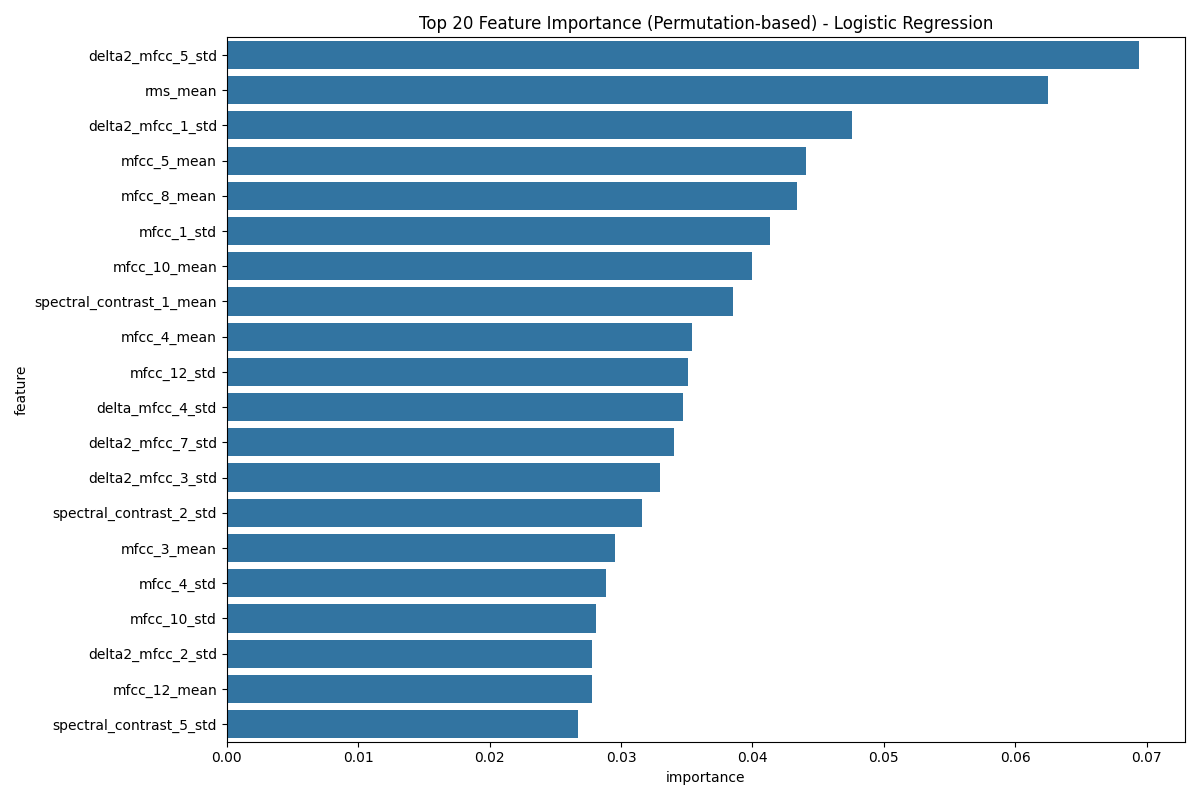 Top 20 Feature Importance (Permutation-based) - Logistic Regression
delta2_mfcc_5_std
rms_mean
delta2_mfcc_1_std
mfcc_5_mean
mfcc_8_mean
mfcc_1_std
mfcc_10_mean
spectral_contrast_1_mean
mfcc_4_mean
mfcc_12_std
delta_mfcc_4_std
delta2_mfcc_7_std
delta2_mfcc_3_std
spectral_contrast_2_std
mfcc_3_mean
mfcc_4_std
mfcc_10_std
delta2_mfcc_2_std
mfcc_12_mean
spectral_contrast_5_std
feature
0.00 0.01 0.02 0.03 0.04 0.05 0.06 0.07
importance